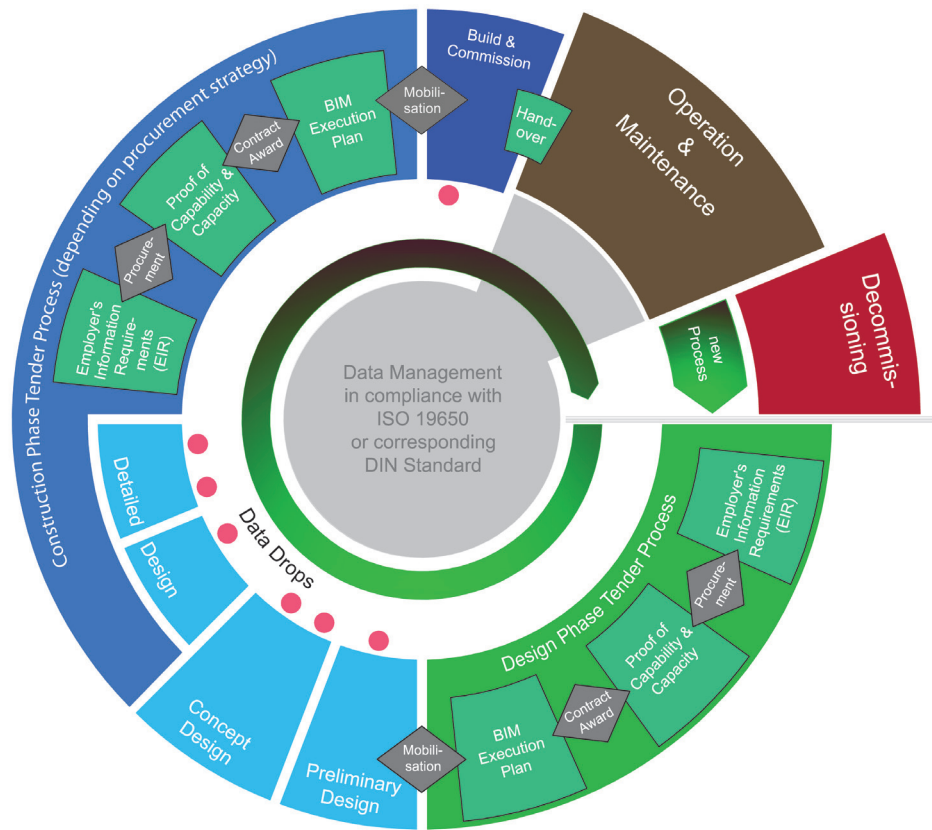 Construction Phase Tender Process (depending on procurement strategy)
Employer's
Information
Require-
ments
(EIR)
Procure-
ment
Proof of
Capability &
Capacity
Contract
Award
BIM
Execution
Plan
Mobili-
sation
Build &
Commission
Hand-
over
Operation
&
Maintenance
Decommis-
sioning
new
Process
Data Management
in compliance with
ISO 19650
or corresponding
DIN Standard
Design Phase Tender Process
Employer's
Information
Requirements
(EIR)
Procure-
ment
Proof of
Capability &
Capacity
Contract
Award
BIM
Execution
Plan
Mobili-
sation
Preliminary
Design
Concept
Design
Detailed
Design
Data Drops